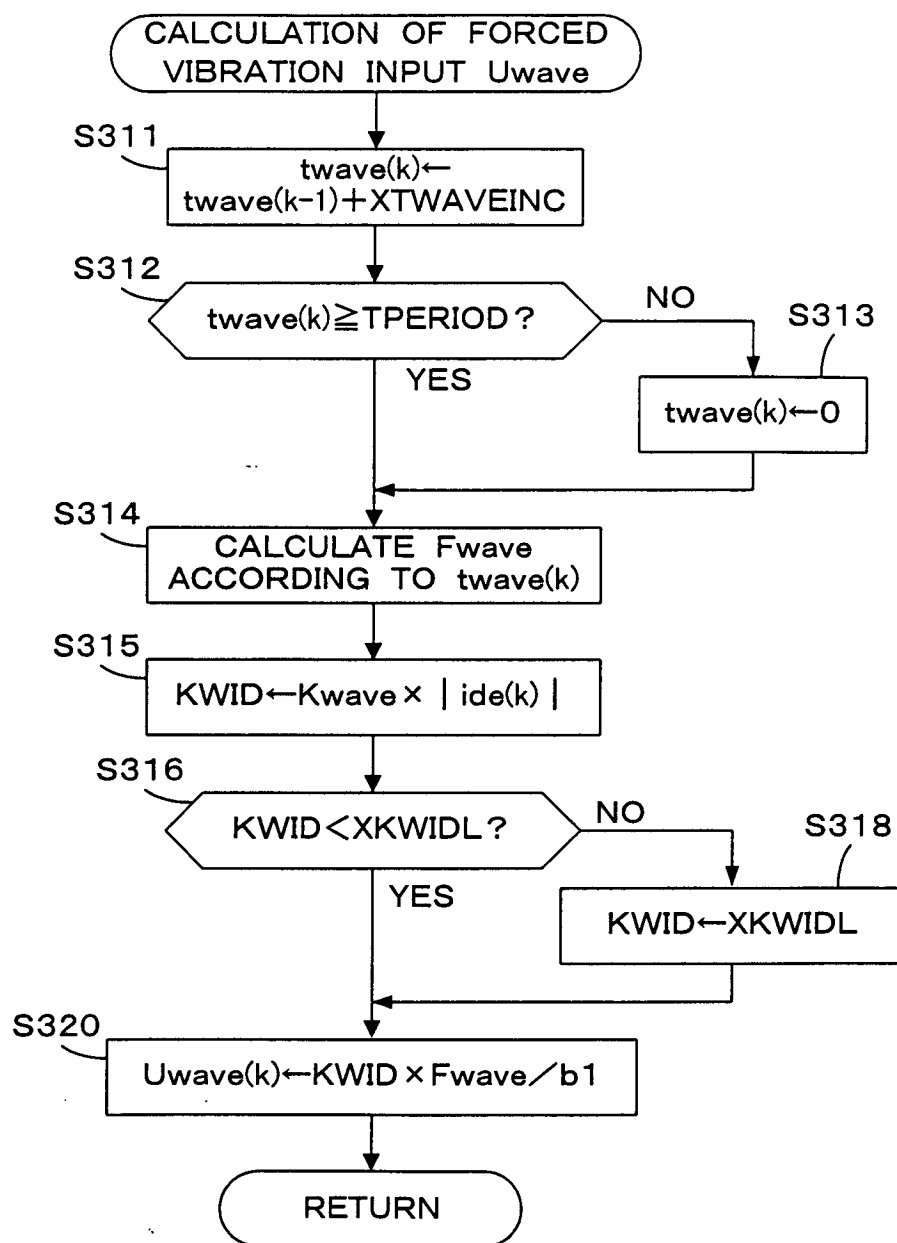 CALCULATION OF FORCED
VIBRATION INPUT Uwave
S311
twave(k)←
twave(k-1)+XTWAVEINC
S312
twave(k)≧TPERIOD?
NO
YES
S313
twave(k)←0
S314
CALCULATE Fwave
ACCORDING TO twave(k)
S315
KWID←Kwave×|ide(k)|
S316
KWID<XKWIDL?
NO
YES
S318
KWID←XKWIDL
S320
Uwave(k)←KWID×Fwave/b1
RETURN